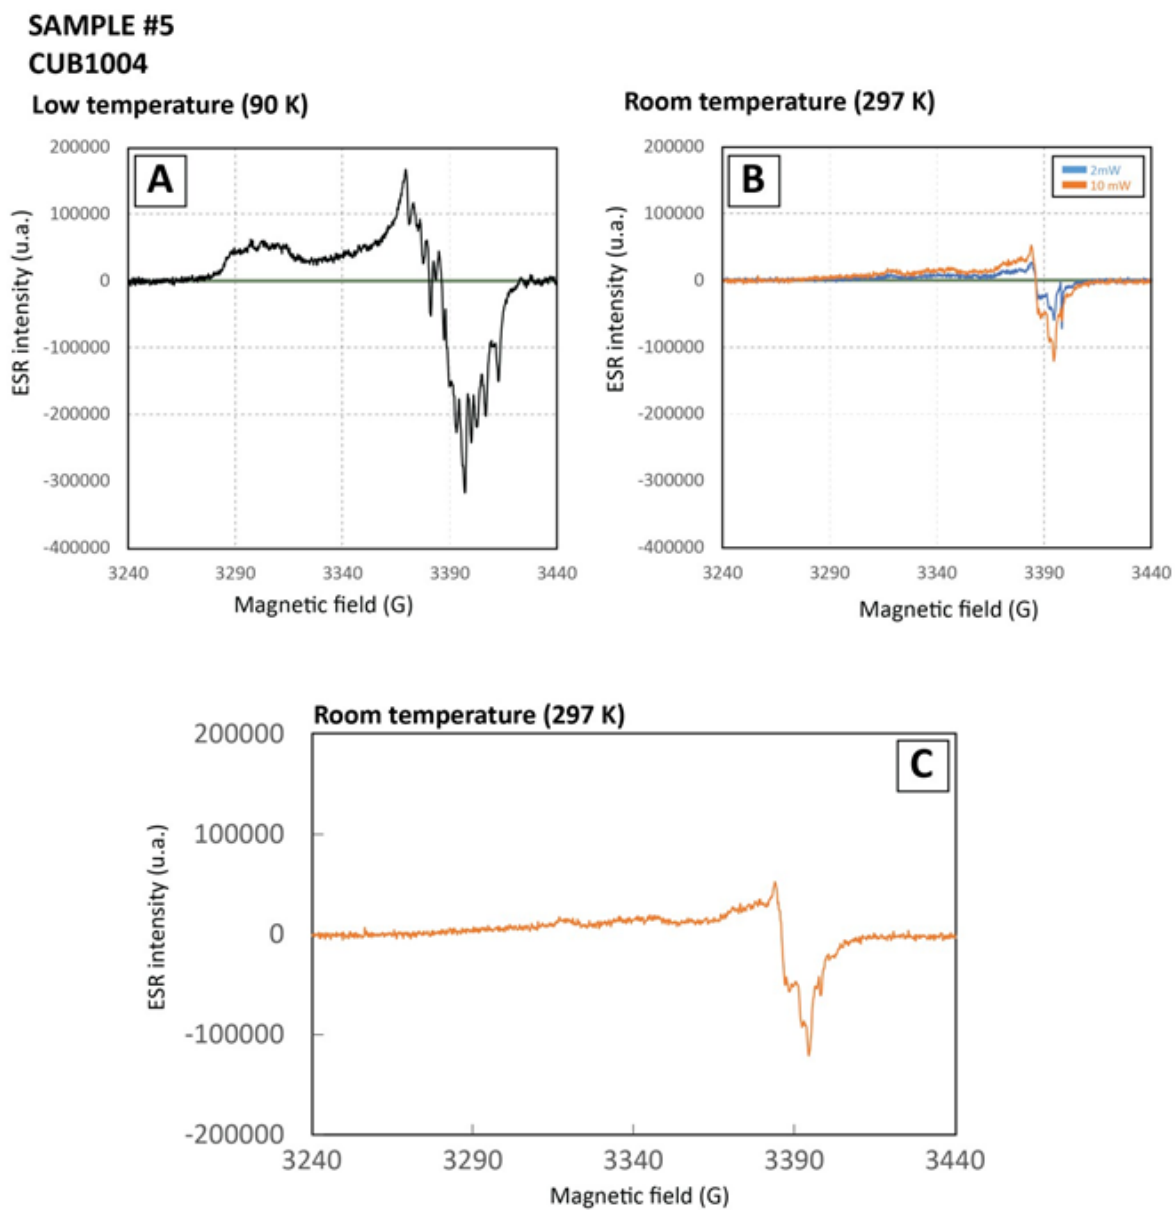 SAMPLE #5
CUB1004
Low temperature (90 K)
A
200000
100000
0
-100000
-200000
-300000
-400000
ESR intensity (u.a.)
3240 3290 3340 3390 3440
Magnetic field (G)
Room temperature (297 K)
B
2mW
10 mW
200000
100000
0
-100000
-200000
-300000
-400000
ESR intensity (u.a.)
3240 3290 3340 3390 3440
Magnetic field (G)
Room temperature (297 K)
C
200000
100000
0
-100000
-200000
ESR intensity (u.a.)
3240 3290 3340 3390 3440
Magnetic field (G)